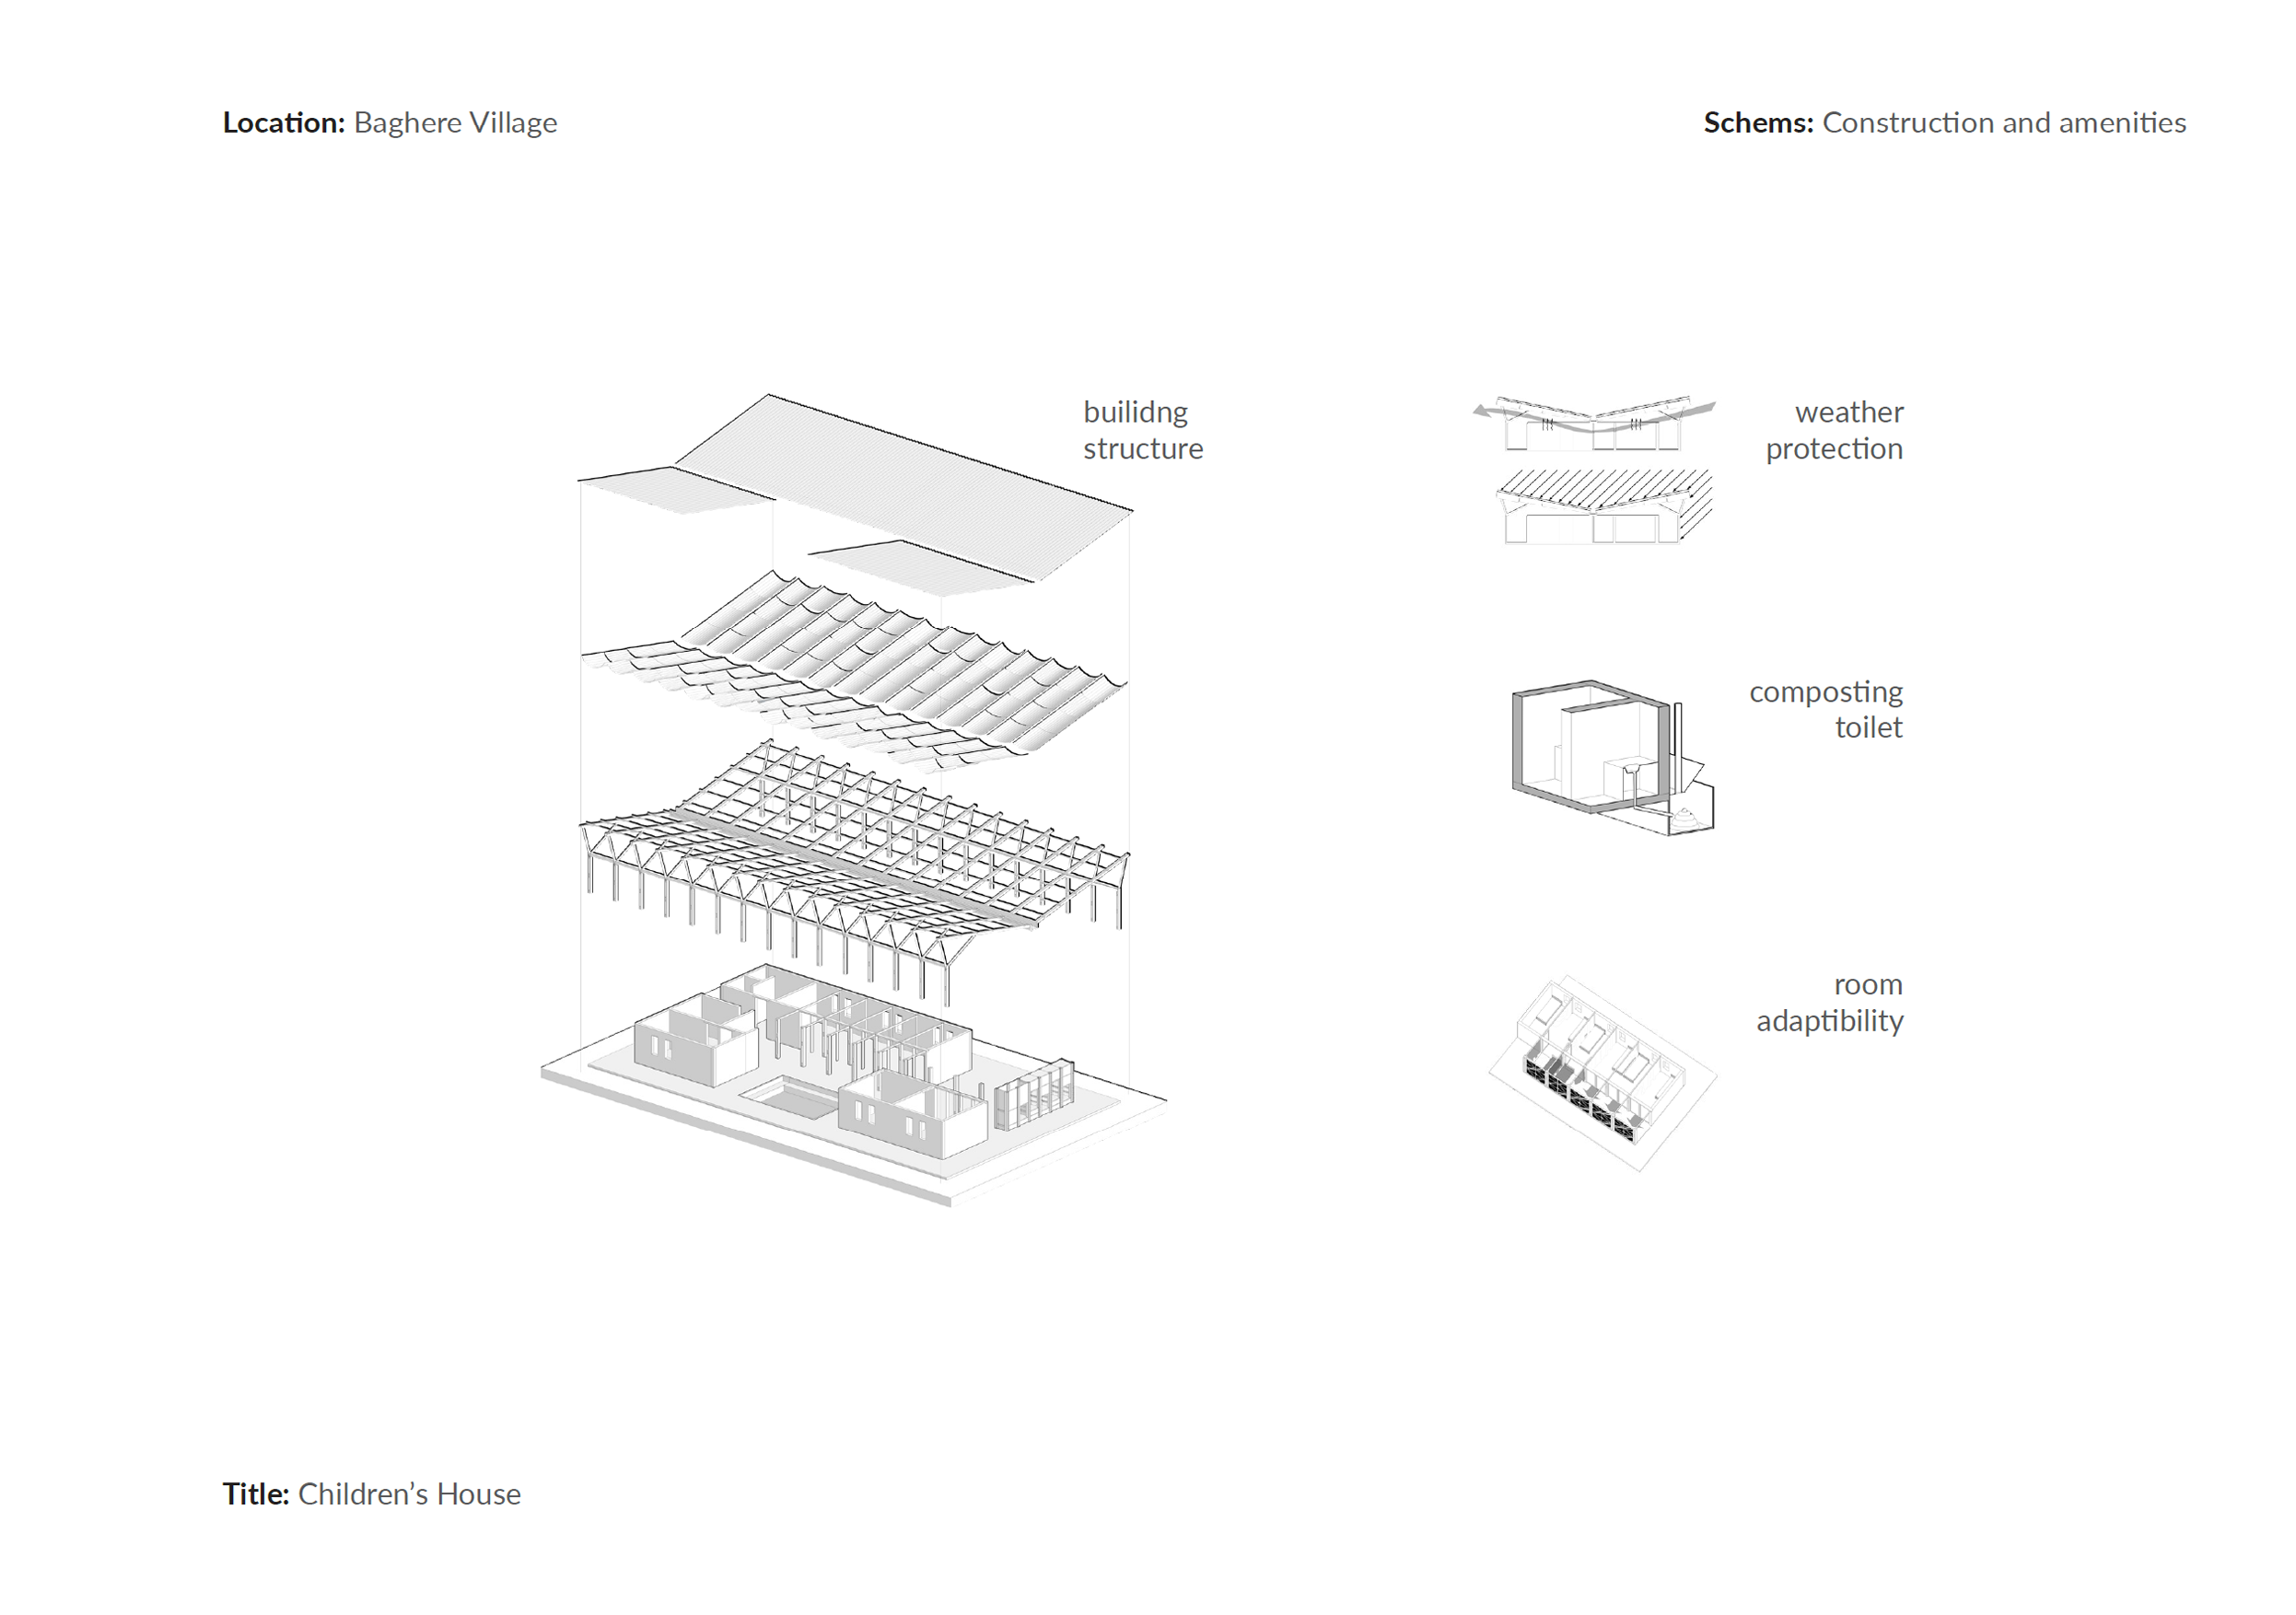 Location: Baghere Village
Schems: Construction and amenities
builidng
structure
weather
protection
composting
toilet
room
adaptibility
Title: Children’s House